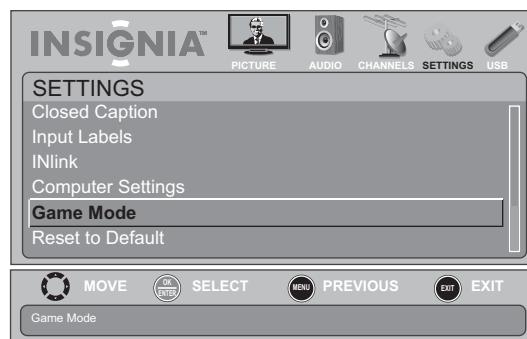 INSIGNIA™
PICTURE AUDIO CHANNELS SETTINGS USB
SETTINGS
Closed Caption
Input Labels
INlink
Computer Settings
Game Mode
Reset to Default
MOVE OK ENTER SELECT MENU PREVIOUS EXIT EXIT
Game Mode